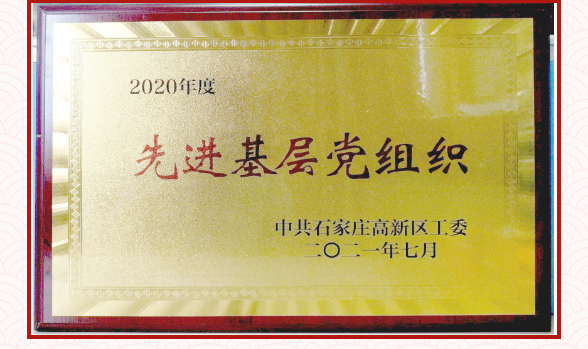 2020年度
先进基层党组织
中共石家庄高新区工委
二〇二一年七月